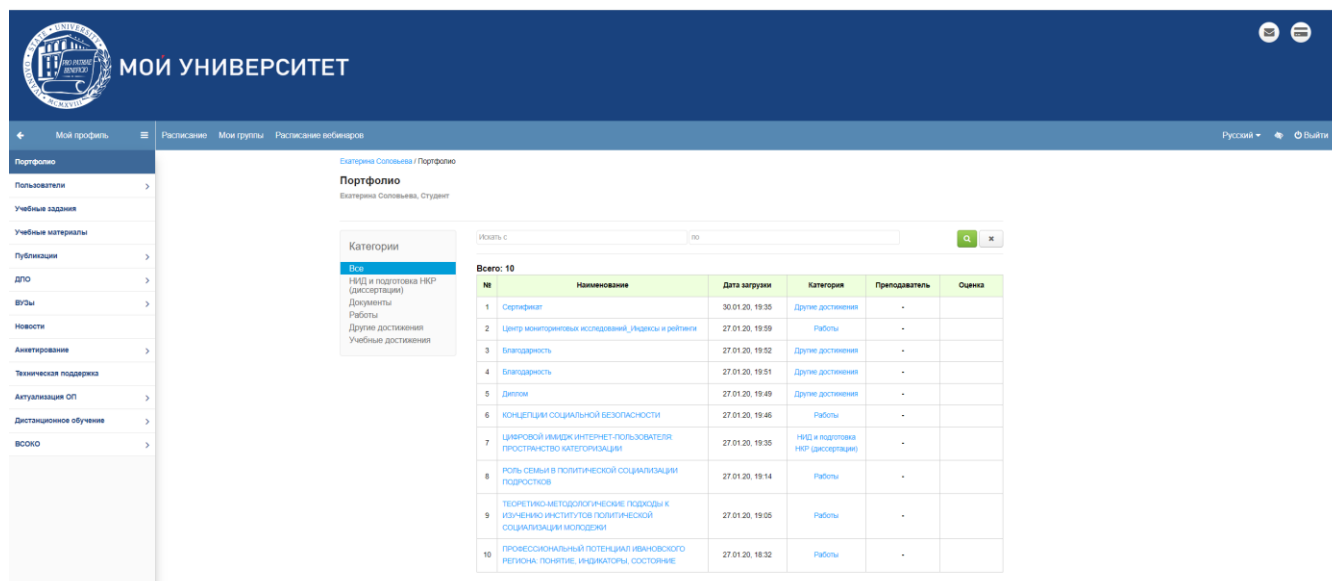 IVANOVO STATE UNIVERSITY
PRO PATRIAE
BENEFICIO
MCMXVIII
МОЙ УНИВЕРСИТЕТ
Мой профиль
Расписание Мои группы Расписание вебинаров
Русский
Выйти
Портфолио
Пользователи
Учебные задания
Учебные материалы
Публикации
ДПО
ВУЗы
Новости
Анкетирование
Техническая поддержка
Актуализация ОП
Дистанционное обучение
ВСОКО
Екатерина Соловьева / Портфолио
Портфолио
Екатерина Соловьева, Студент
Категории
Все
НИД и подготовка НКР
(диссертации)
Документы
Работы
Другие достижения
Учебные достижения
Искать с
по
Всего: 10
№ Наименование Дата загрузки Категория Преподаватель Оценка
1 Сертификат 30.01.20, 19:35 Другие достижения -
2 Центр мониторинговых исследований_Индексы и рейтинги 27.01.20, 19:59 Работы -
3 Благодарность 27.01.20, 19:52 Другие достижения -
4 Благодарность 27.01.20, 19:51 Другие достижения -
5 Диплом 27.01.20, 19:49 Другие достижения -
6 КОНЦЕПЦИИ СОЦИАЛЬНОЙ БЕЗОПАСНОСТИ 27.01.20, 19:46 Работы -
7 ЦИФРОВОЙ ИМИДЖ ИНТЕРНЕТ-ПОЛЬЗОВАТЕЛЯ:
ПРОСТРАНСТВО КАТЕГОРИЗАЦИИ 27.01.20, 19:35 НИД и подготовка
НКР (диссертации) -
8 РОЛЬ СЕМЬИ В ПОЛИТИЧЕСКОЙ СОЦИАЛИЗАЦИИ
ПОДРОСТКОВ 27.01.20, 19:14 Работы -
9 ТЕОРЕТИКО-МЕТОДОЛОГИЧЕСКИЕ ПОДХОДЫ К
ИЗУЧЕНИЮ ИНСТИТУТОВ ПОЛИТИЧЕСКОЙ
СОЦИАЛИЗАЦИИ МОЛОДЕЖИ 27.01.20, 19:05 Работы -
10 ПРОФЕССИОНАЛЬНЫЙ ПОТЕНЦИАЛ ИВАНОВСКОГО
РЕГИОНА: ПОНЯТИЕ, ИНДИКАТОРЫ, СОСТОЯНИЕ 27.01.20, 18:32 Работы -